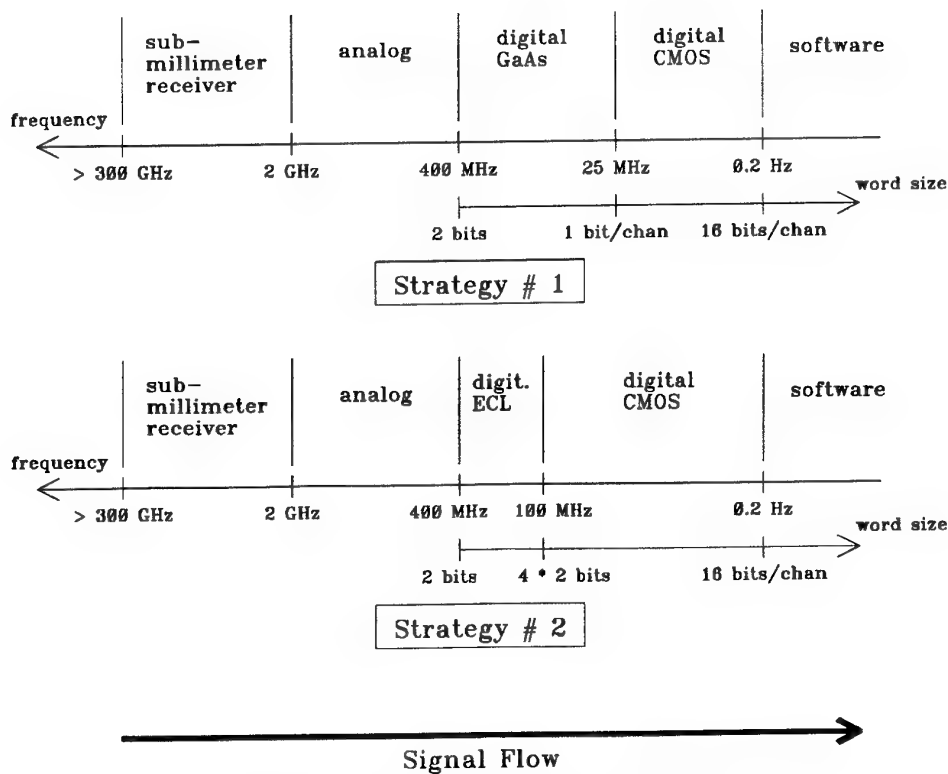 sub- millimeter receiver
analog
digital GaAs
digital CMOS
software
frequency
> 300 GHz
2 GHz
400 MHz
25 MHz
0.2 Hz
word size
2 bits
1 bit/chan
16 bits/chan
Strategy # 1
sub- millimeter receiver
analog
digit. ECL
digital CMOS
software
frequency
> 300 GHz
2 GHz
400 MHz
100 MHz
0.2 Hz
word size
2 bits
4 * 2 bits
16 bits/chan
Strategy # 2
Signal Flow